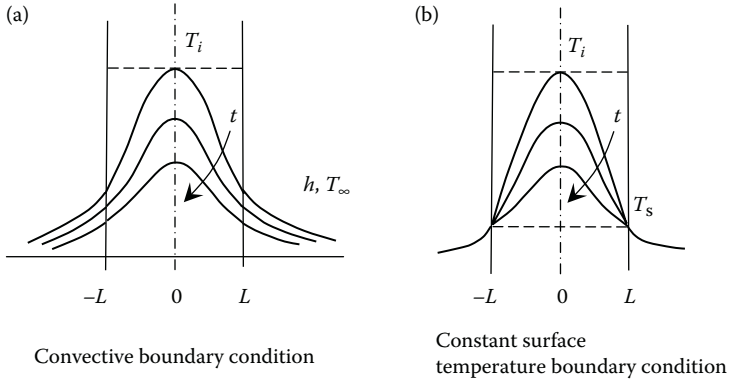 (a)
T_i
t
h, T_∞
–L
0
L
Convective boundary condition
(b)
T_i
t
T_s
–L
0
L
Constant surface
temperature boundary condition